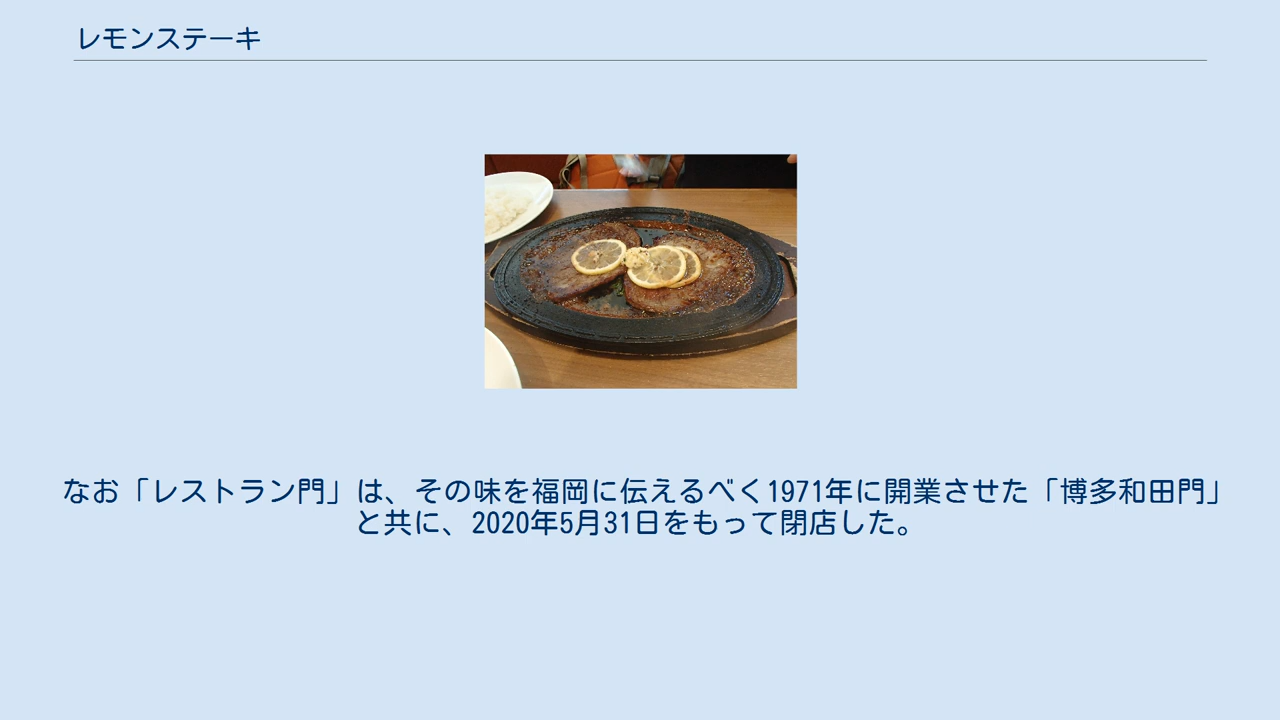 レモンステーキ
なお「レストラン門」は、その味を福岡に伝えるべく1971年に開業させた「博多和田門」
と共に、2020年5月31日をもって閉店した。